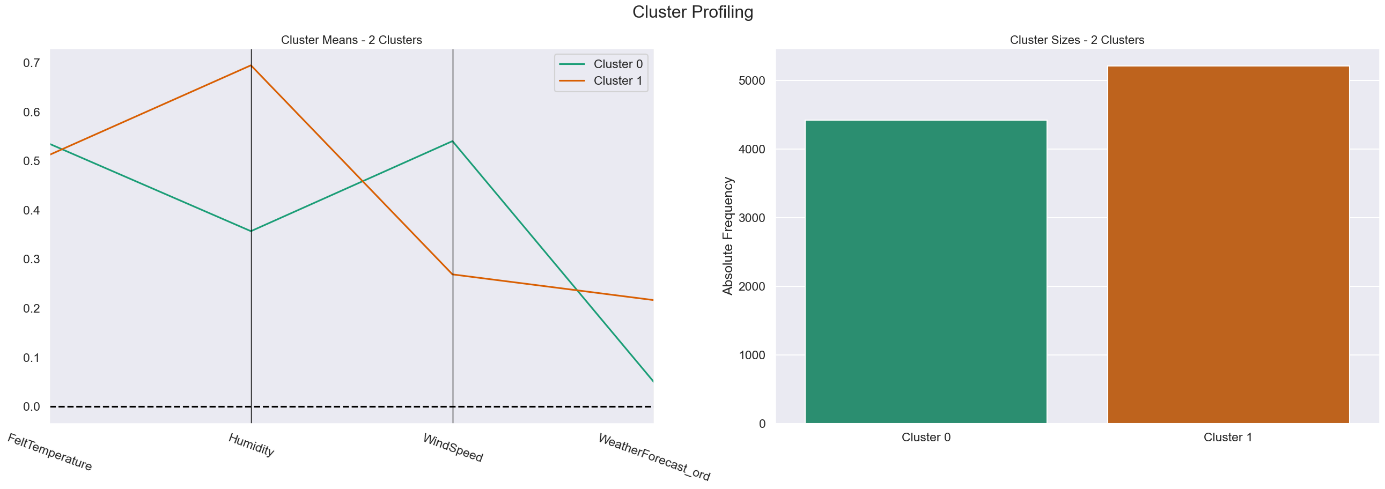 Cluster Profiling
Cluster Means - 2 Clusters
0.7
0.6
0.5
0.4
0.3
0.2
0.1
0.0
Cluster 0
Cluster 1
FeltTemperature
Humidity
WindSpeed
WeatherForecast_ord
Cluster Sizes - 2 Clusters
Absolute Frequency
5000
4000
3000
2000
1000
0
Cluster 0
Cluster 1